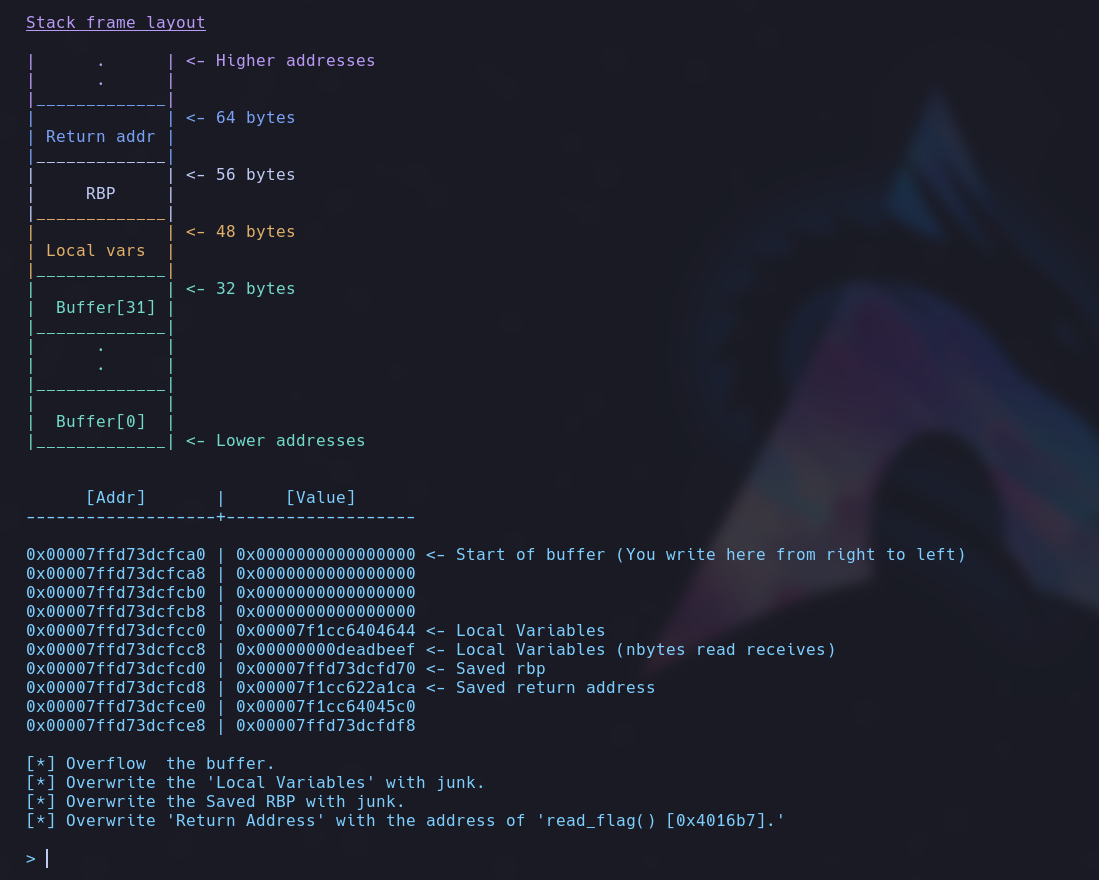 Stack frame layout
|      .      | <- Higher addresses
|      .      |
|_____________|
|             | <- 64 bytes
| Return addr |
|_____________|
|             | <- 56 bytes
|     RBP     |
|_____________|
|             | <- 48 bytes
| Local vars  |
|_____________|
|             | <- 32 bytes
|  Buffer[31] |
|_____________|
|      .      |
|      .      |
|_____________|
|             |
|  Buffer[0]  |
|_____________| <- Lower addresses
      [Addr]       |      [Value]
-------------------+-------------------
0x00007ffd73dcfca0 | 0x0000000000000000 <- Start of buffer (You write here from right to left)
0x00007ffd73dcfca8 | 0x0000000000000000
0x00007ffd73dcfcb0 | 0x0000000000000000
0x00007ffd73dcfcb8 | 0x0000000000000000
0x00007ffd73dcfcc0 | 0x00007f1cc6404644 <- Local Variables
0x00007ffd73dcfcc8 | 0x00000000deadbeef <- Local Variables (nbytes read receives)
0x00007ffd73dcfcd0 | 0x00007ffd73dcfd70 <- Saved rbp
0x00007ffd73dcfcd8 | 0x00007f1cc622a1ca <- Saved return address
0x00007ffd73dcfce0 | 0x00007f1cc64045c0
0x00007ffd73dcfce8 | 0x00007ffd73dcfdf8
[*] Overflow  the buffer.
[*] Overwrite the 'Local Variables' with junk.
[*] Overwrite the Saved RBP with junk.
[*] Overwrite 'Return Address' with the address of 'read_flag() [0x4016b7].'
>